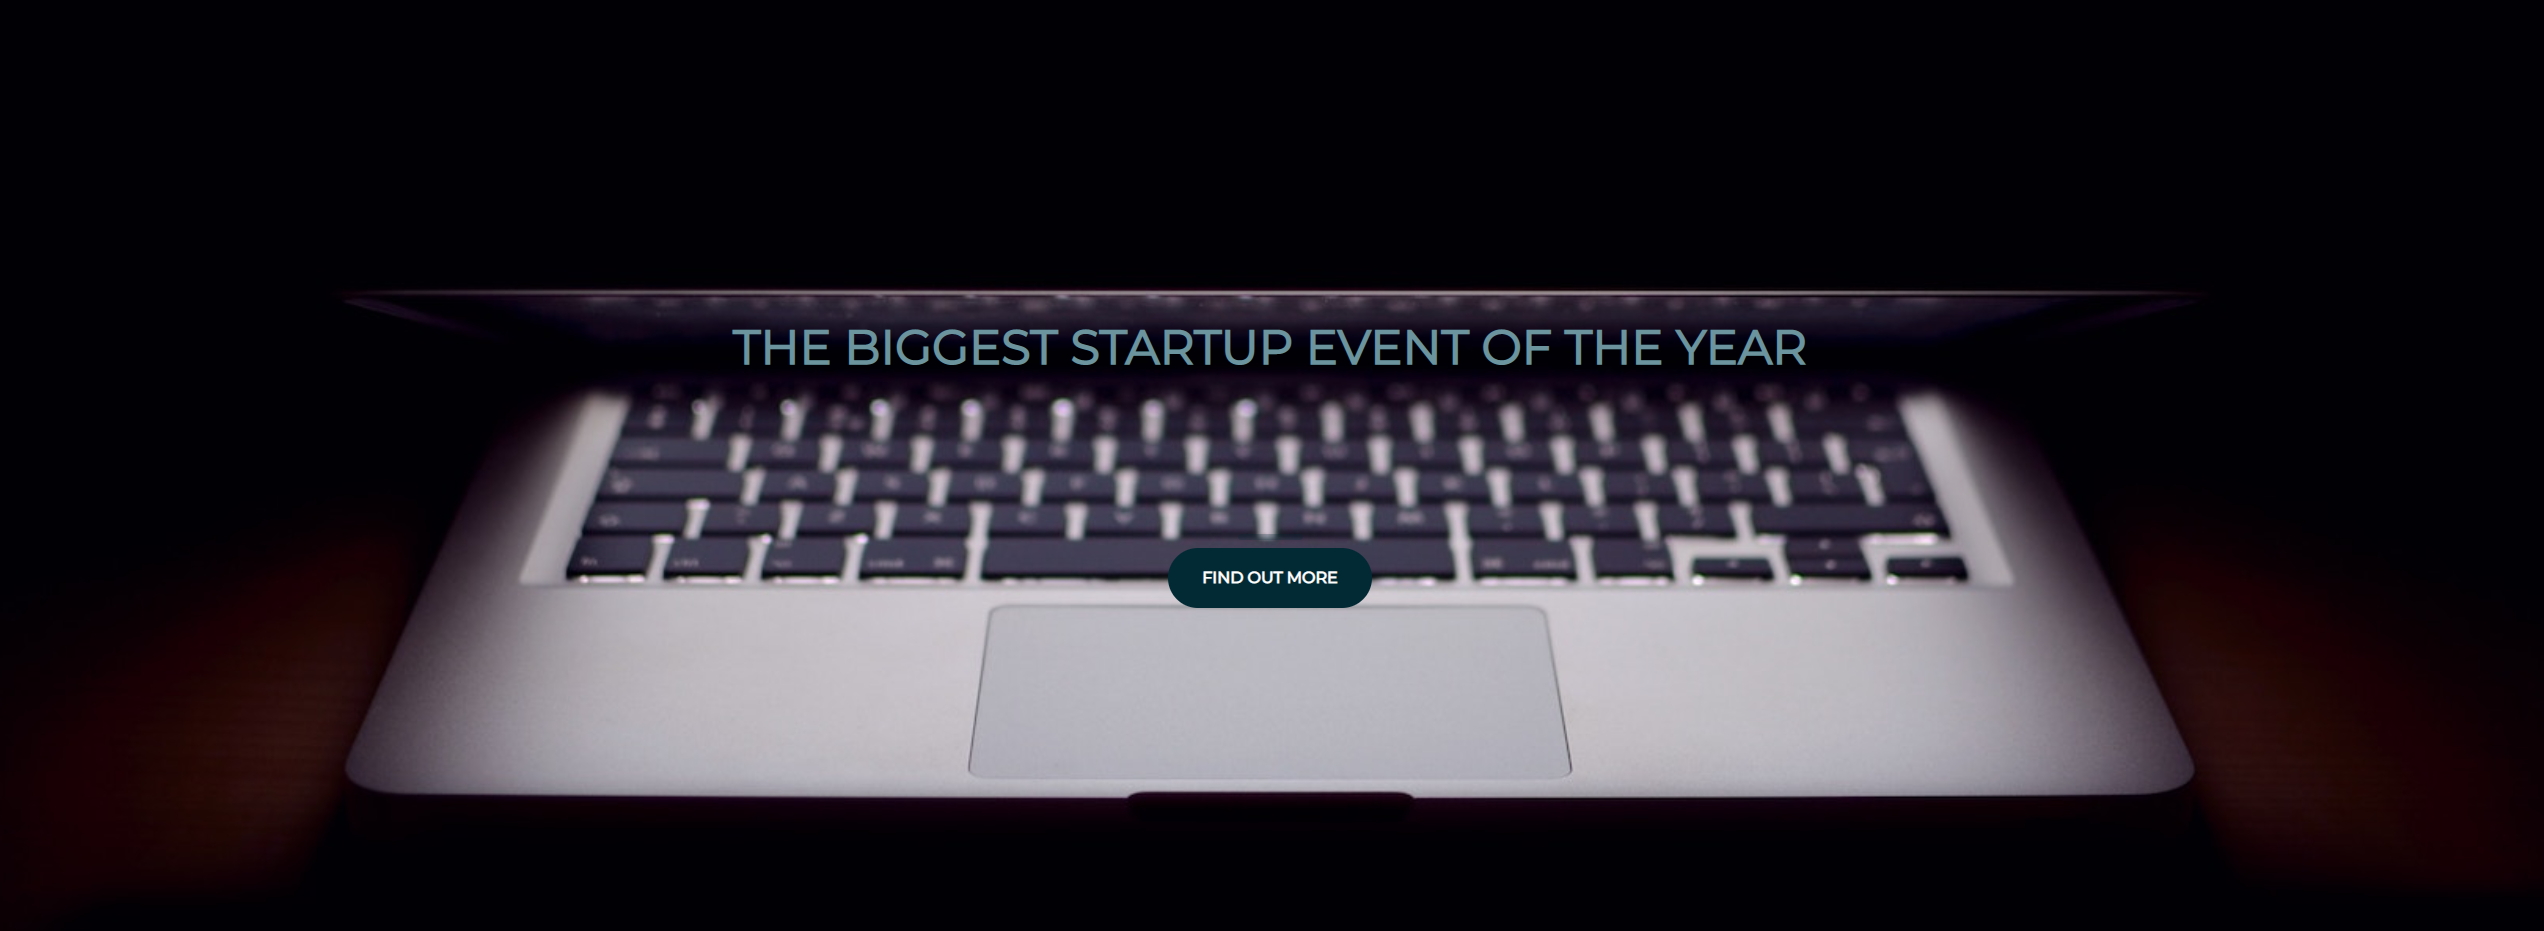 THE BIGGEST STARTUP EVENT OF THE YEAR
FIND OUT MORE